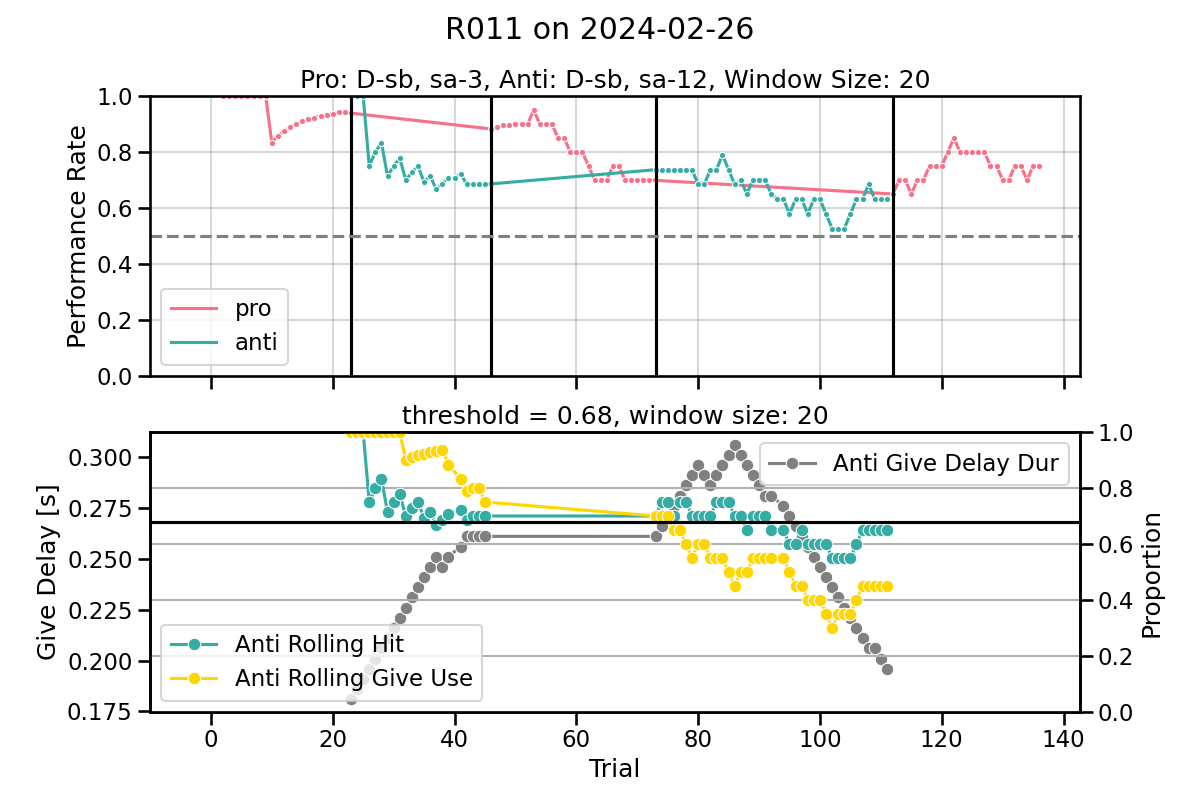 R011 on 2024-02-26
Pro: D-sb, sa-3, Anti: D-sb, sa-12, Window Size: 20
1.0
0.8
0.6
0.4
0.2
0.0
Performance Rate
pro
anti
threshold = 0.68, window size: 20
0.300
0.275
0.250
0.225
0.200
0.175
Give Delay [s]
Anti Give Delay Dur
Anti Rolling Hit
Anti Rolling Give Use
1.0
0.8
0.6
0.4
0.2
0.0
Proportion
0 20 40 60 80 100 120 140
Trial